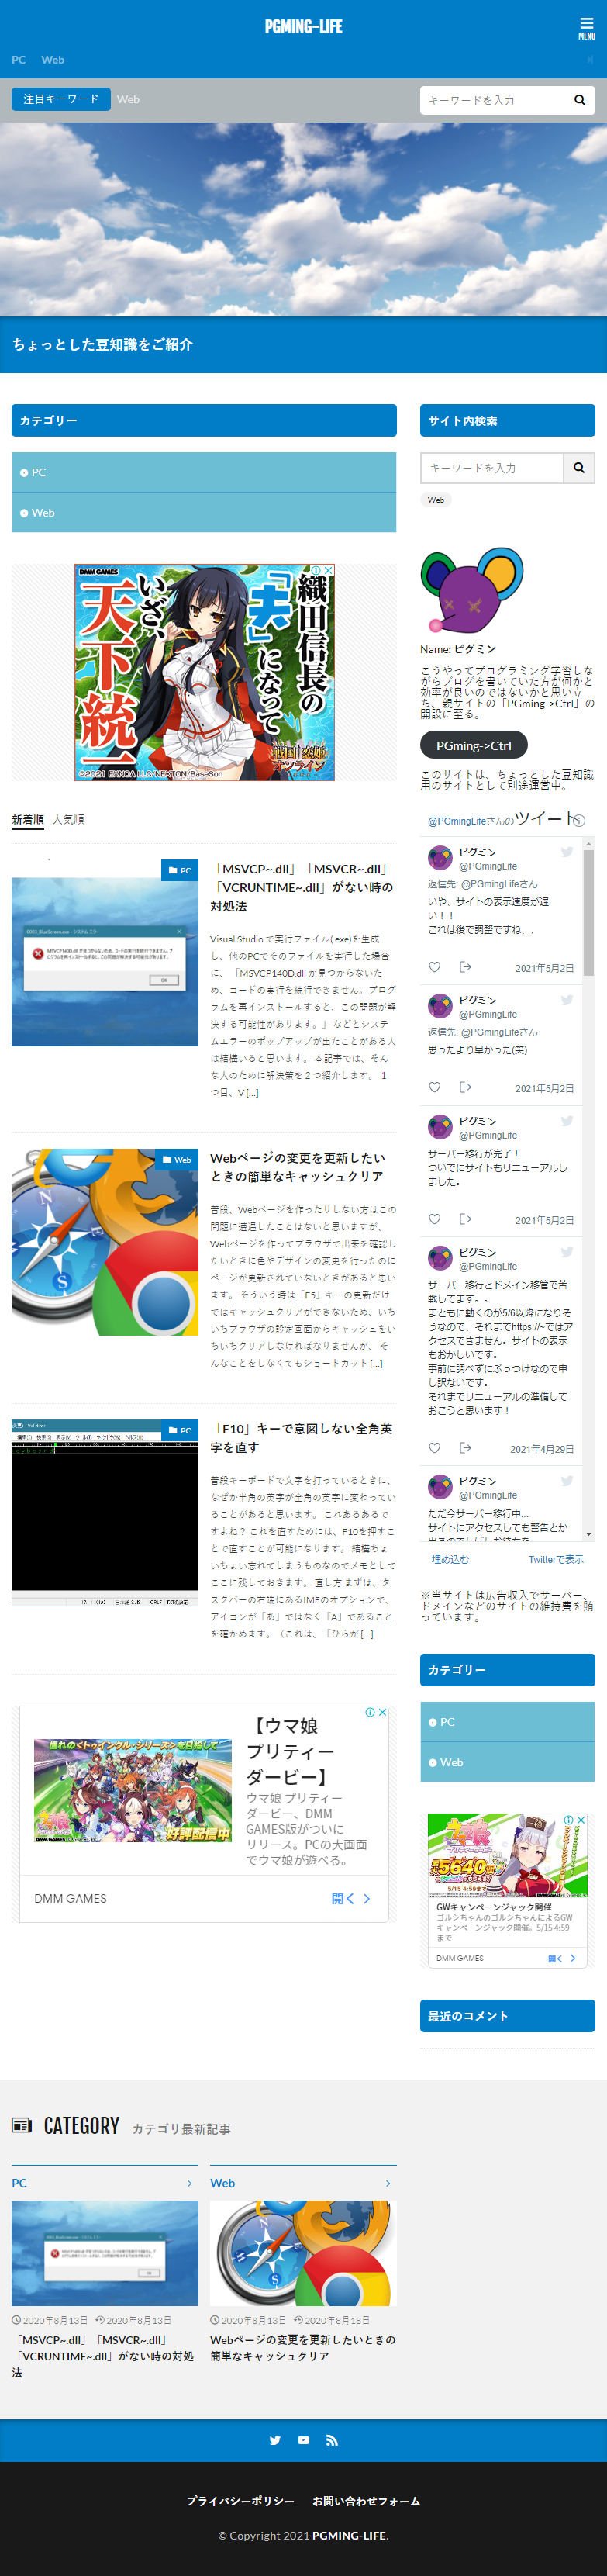 PGMING-LIFE
MENU
PC
Web
注目キーワード
Web
キーワードを入力
ちょっとした豆知識をご紹介
カテゴリー
PC
Web
DMM GAMES
織田信長の
「夫」になって
いざ、
天下統一
戦国†恋姫
オンライン
©2021 EXNOA LLC/NEXTON/BaseSon
新着順
人気順
PC
「MSVCP~.dll」「MSVCR~.dll」
「VCRUNTIME~.dll」がない時の
対処法
Visual Studio で実行ファイル(.exe)を生成
し、他のPCでそのファイルを実行した場合
に、 「MSVCP140D.dll が見つからないた
め、コードの実行を続行できません。プログ
ラムを再インストールすると、この問題が解
決する可能性があります。」 などとシステ
ムエラーのポップアップが出たことがある人
は結構いると思います。 本記事では、そん
な人のために解決策を２つ紹介します。 １
つ目、V [...]
Web
Webページの変更を更新したい
ときの簡単なキャッシュクリア
普段、Webページを作ったりしない方はこの
問題に遭遇したことはないと思いますが、
Webページを作ってブラウザで出来を確認し
たいときに色やデザインの変更を行ったのに
ページが更新されていないときがあると思い
ます。 そういう時は「F5」キーの更新だけ
ではキャッシュクリアができないため、いち
いちブラウザの設定画面からキャッシュをい
ちいちクリアしなければなりませんが、 そ
んなことをしなくてもショートカット [...]
PC
「F10」キーで意図しない全角英
字を直す
普段キーボードで文字を打っているときに、
なぜか半角の英字が全角の英字に変わってい
ることがあると思います。 これあるあるで
すよね？ これを直すためには、F10を押すこ
とで直すことが可能になります。 結構ちょ
いちょい忘れてしまうものなのでメモとして
ここに残しておきます。 直し方 まずは、タ
スクバーの右端にあるIMEのオプションで、
アイコンが「あ」ではなく「A」であること
を確かめます。（これは、「ひらが [...]
憧れの<トゥインクル・シリーズ>を目指して
好評配信中
DMM GAMES
【ウマ娘
プリティー
ダービー】
ウマ娘 プリティー
ダービー、DMM
GAMES版がついに
リリース。PCの大画面
でウマ娘が遊べる。
DMM GAMES
開く
サイト内検索
キーワードを入力
Web
Name: ピグミン
こうやってプログラミング学習しな
がらブログを書いていた方が何かと
効率が良いのではないかと思い立
ち、親サイトの「PGming->Ctrl」の
開設に至る。
PGming->Ctrl
このサイトは、ちょっとした豆知識
用のサイトとして別途運営中。
@PGmingLifeさんのツイート
ピグミン
@PGmingLife
返信先: @PGmingLifeさん
いや、サイトの表示速度が遅
い！！
これは後で調整ですね、、
2021年5月2日
ピグミン
@PGmingLife
返信先: @PGmingLifeさん
思ったより早かった(笑)
2021年5月2日
ピグミン
@PGmingLife
サーバー移行が完了！
ついでにサイトもリニューアルし
ました。
2021年5月2日
ピグミン
@PGmingLife
サーバー移行とドメイン移管で苦
戦してます。。
まともに動くのが5/6以降になりそ
うなので、それまでhttps://~ではア
クセスできません。サイトの表示
もおかしいです。
事前に調べずにぶっつけなので申
し訳ないです。
それまでリニューアルの準備して
おこうと思います！
2021年4月29日
ピグミン
@PGmingLife
ただ今サーバー移行中...
サイトにアクセスしても警告とか
埋め込む
Twitterで表示
※当サイトは広告収入でサーバー、
ドメインなどのサイトの維持費を賄
っています。
カテゴリー
PC
Web
GWキャンペーンジャック開催
ゴルシちゃんのゴルシちゃんによるGW
キャンペーンジャック開催。5/15 4:59
まで
DMM GAMES
開く
最近のコメント
CATEGORY
カテゴリ最新記事
PC
Web
2020年8月13日
2020年8月13日
2020年8月13日
2020年8月18日
「MSVCP~.dll」「MSVCR~.dll」
「VCRUNTIME~.dll」がない時の対処
法
Webページの変更を更新したいときの
簡単なキャッシュクリア
プライバシーポリシー
お問い合わせフォーム
© Copyright 2021 PGMING-LIFE.